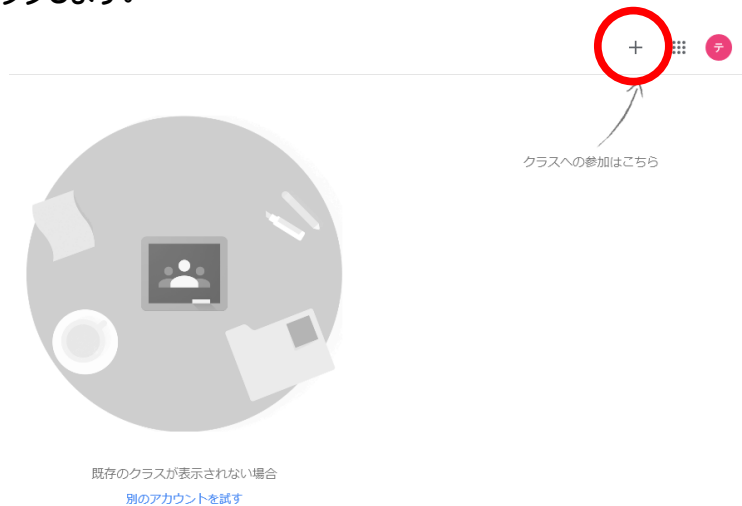 テ
クラスへの参加はこちら
既存のクラスが表示されない場合
別のアカウントを試す